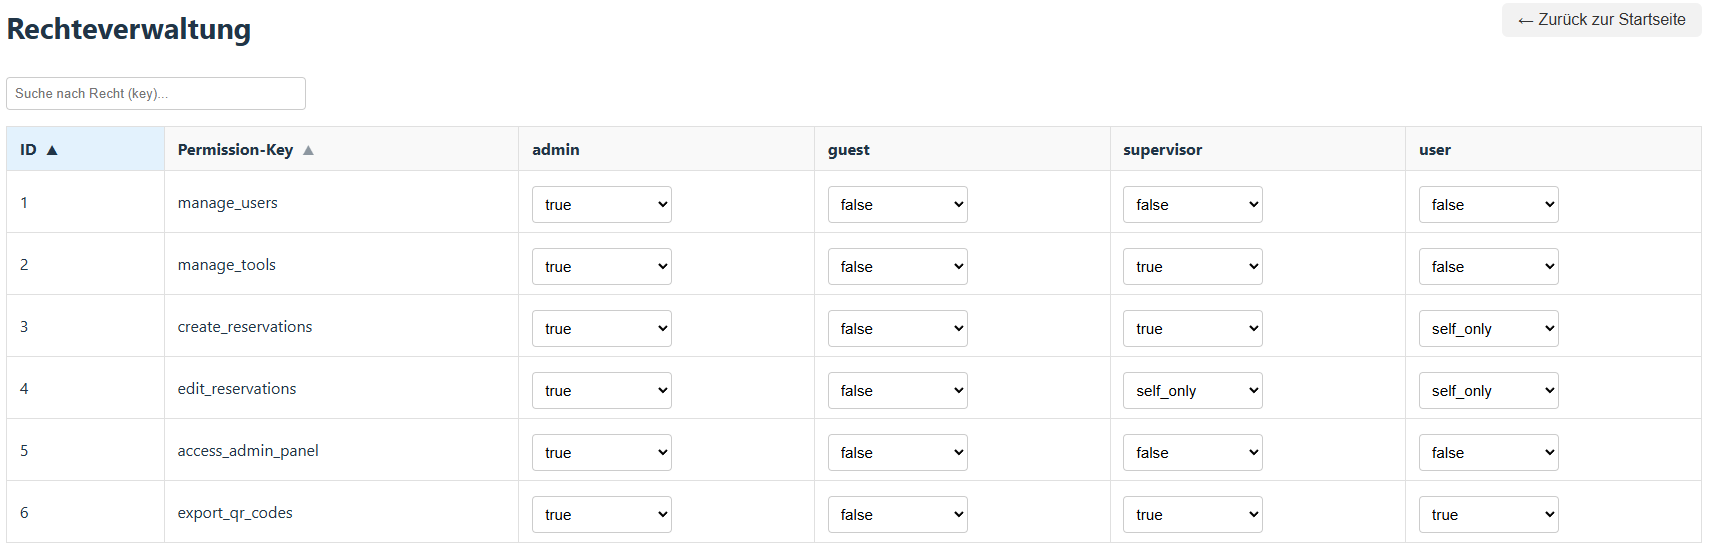 Rechteverwaltung
← Zurück zur Startseite
Suche nach Recht (key)...
ID ▲ Permission-Key ▲ admin guest supervisor user
1 manage_users true false false false
2 manage_tools true false true false
3 create_reservations true false true self_only
4 edit_reservations true false self_only self_only
5 access_admin_panel true false false false
6 export_qr_codes true false true true